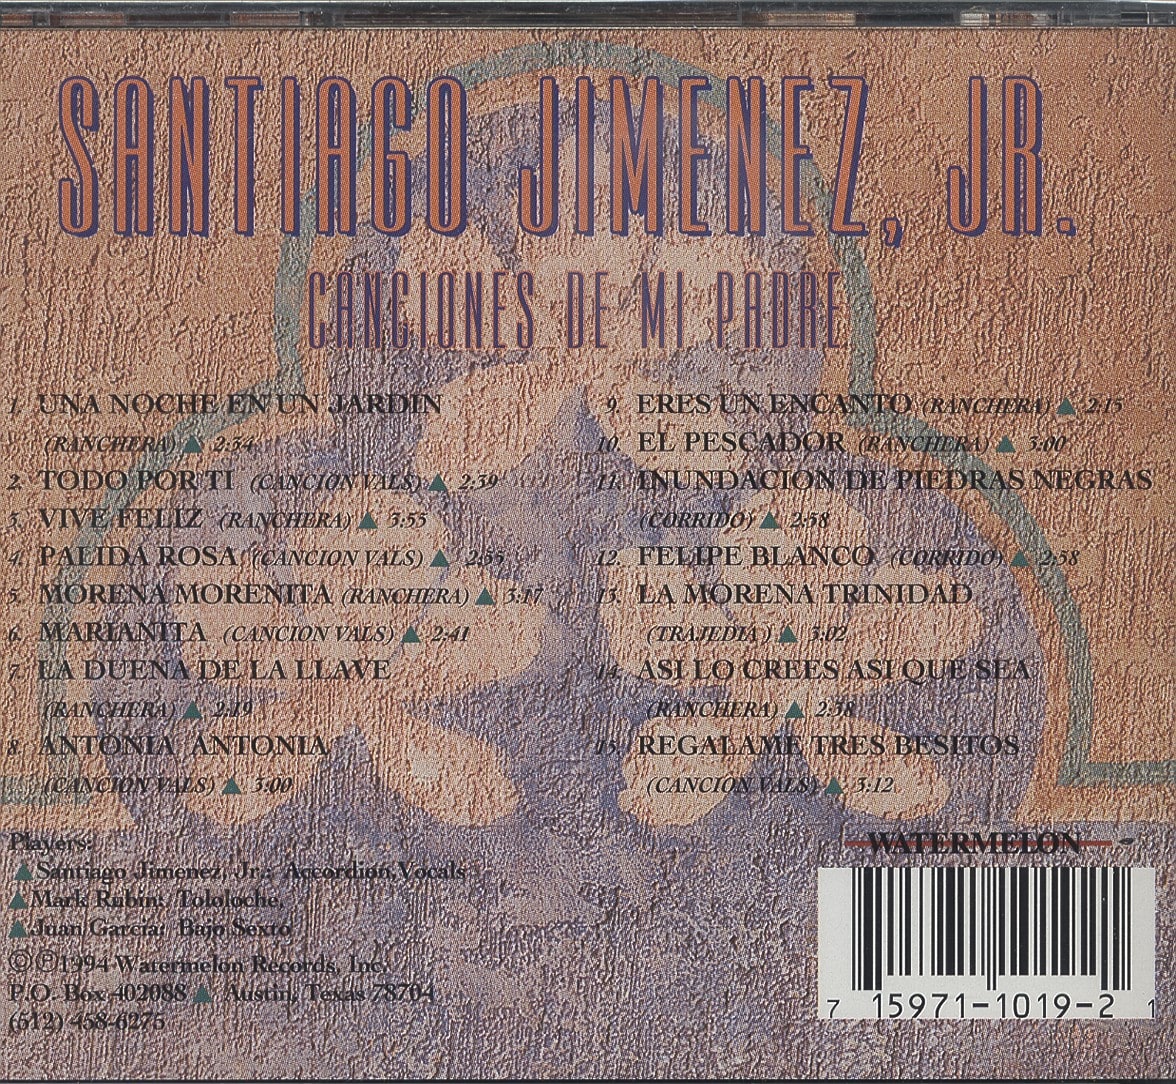 SANTIAGO JIMENEZ, JR.
CANCIONES DE MI PADRE
1. UNA NOCHE EN UN JARDIN
(RANCHERA) ▲ 2:34
2. TODO POR TI (CANCION VALS) ▲ 2:39
3. VIVE FELIZ (RANCHERA) ▲ 3:53
4. PALIDA ROSA (CANCION VALS) ▲ 2:55
5. MORENA MORENITA (RANCHERA) ▲ 3:17
6. MARIANITA (CANCION VALS) ▲ 2:41
7. LA DUENA DE LA LLAVE
(RANCHERA) ▲ 2:19
8. ANTONIA ANTONIA
(CANCION VALS) ▲ 3:00
9. ERES UN ENCANTO (RANCHERA) ▲ 2:15
10. EL PESCADOR (RANCHERA) ▲ 3:00
11. INUNDACION DE PIEDRAS NEGRAS
(CORRIDO) ▲ 2:58
12. FELIPE BLANCO (CORRIDO) ▲ 2:58
13. LA MORENA TRINIDAD
(TRAJEDIA) ▲ 3:02
14. ASI LO CREES ASI QUE SEA
(RANCHERA) ▲ 2:38
15. REGALAME TRES BESITOS
(CANCION VALS) ▲ 3:12
Players:
▲ Santiago Jimenez, Jr.: Accordion, Vocals
▲ Mark Rubin: Tololoche,
▲ Juan Garcia: Bajo Sexto
©℗1994 Watermelon Records, Inc.
P.O. Box 402088 ▲ Austin, Texas 78704
(512) 458-6275
WATERMELON
7 15971-1019-2 1